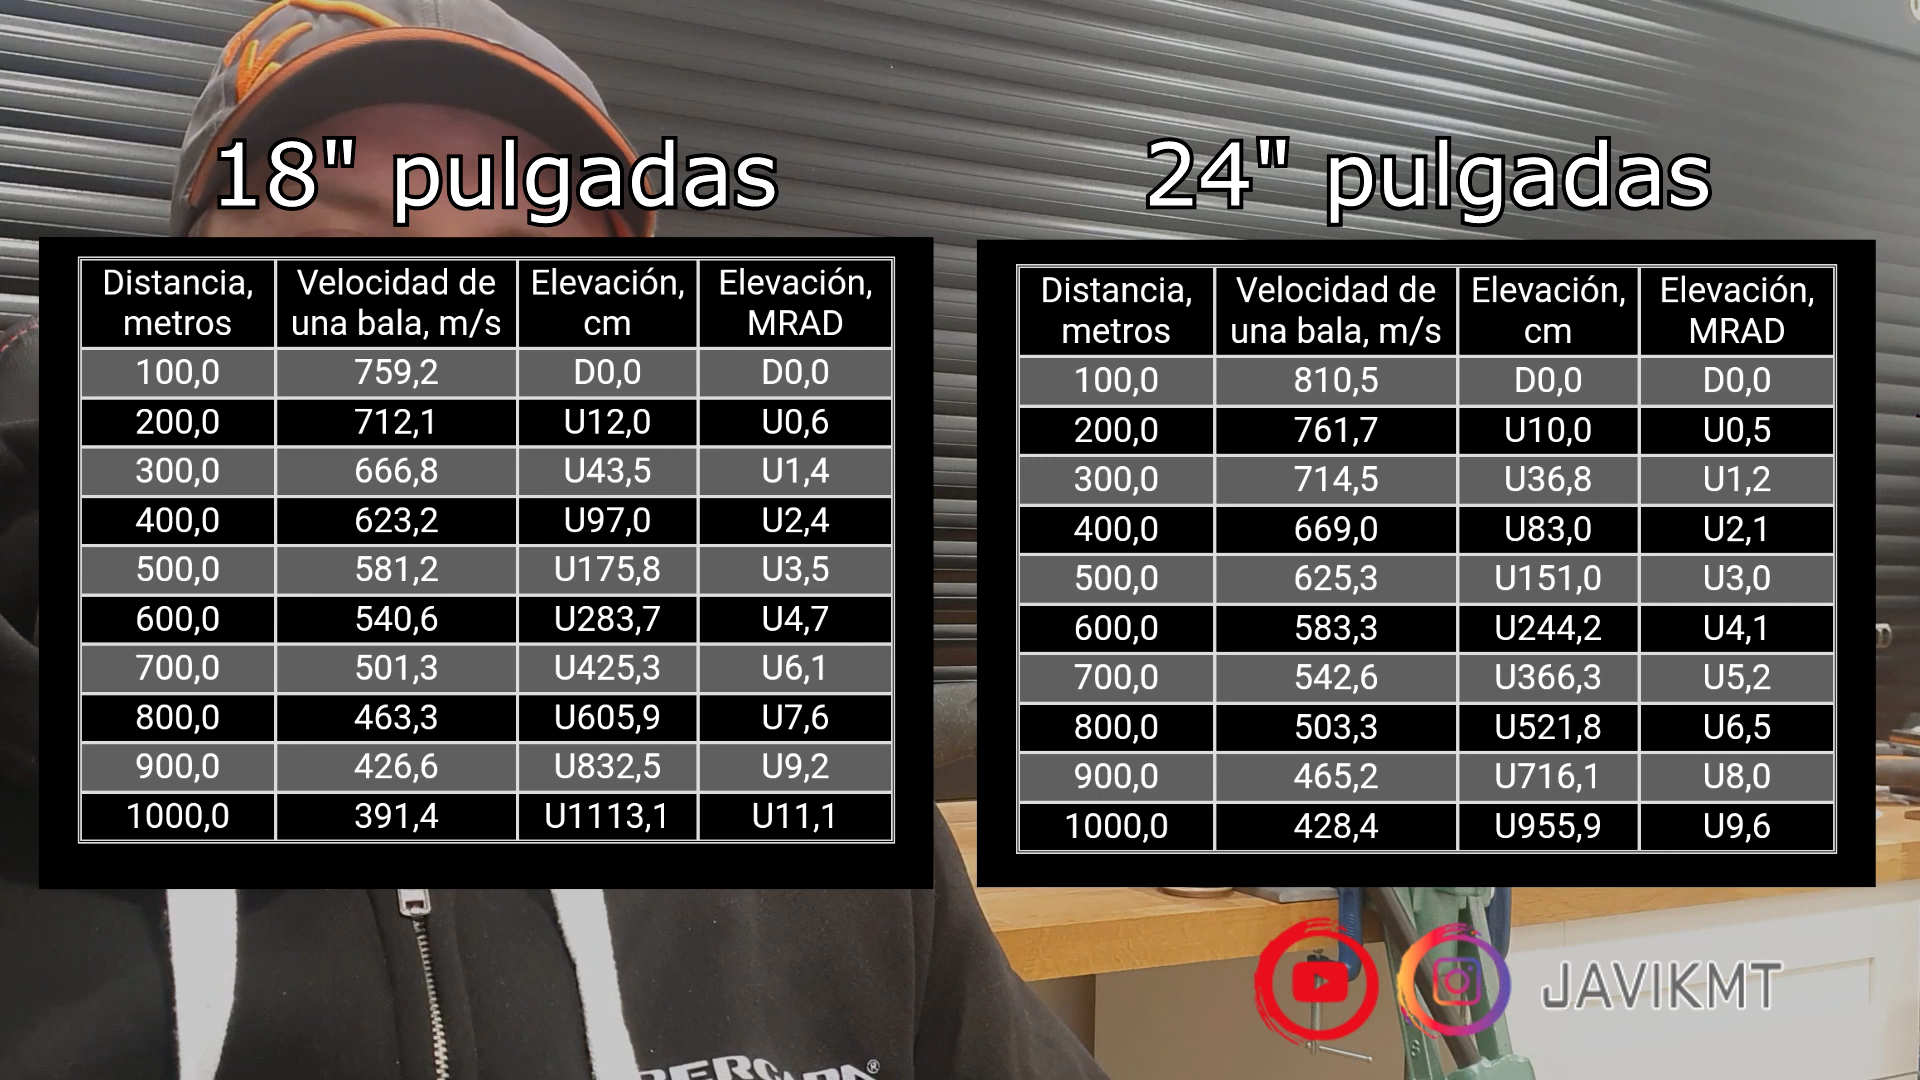 18" pulgadas
Distancia, metros | Velocidad de una bala, m/s | Elevación, cm | Elevación, MRAD
100,0 | 759,2 | D0,0 | D0,0
200,0 | 712,1 | U12,0 | U0,6
300,0 | 666,8 | U43,5 | U1,4
400,0 | 623,2 | U97,0 | U2,4
500,0 | 581,2 | U175,8 | U3,5
600,0 | 540,6 | U283,7 | U4,7
700,0 | 501,3 | U425,3 | U6,1
800,0 | 463,3 | U605,9 | U7,6
900,0 | 426,6 | U832,5 | U9,2
1000,0 | 391,4 | U1113,1 | U11,1
24" pulgadas
Distancia, metros | Velocidad de una bala, m/s | Elevación, cm | Elevación, MRAD
100,0 | 810,5 | D0,0 | D0,0
200,0 | 761,7 | U10,0 | U0,5
300,0 | 714,5 | U36,8 | U1,2
400,0 | 669,0 | U83,0 | U2,1
500,0 | 625,3 | U151,0 | U3,0
600,0 | 583,3 | U244,2 | U4,1
700,0 | 542,6 | U366,3 | U5,2
800,0 | 503,3 | U521,8 | U6,5
900,0 | 465,2 | U716,1 | U8,0
1000,0 | 428,4 | U955,9 | U9,6
JAVIKMT